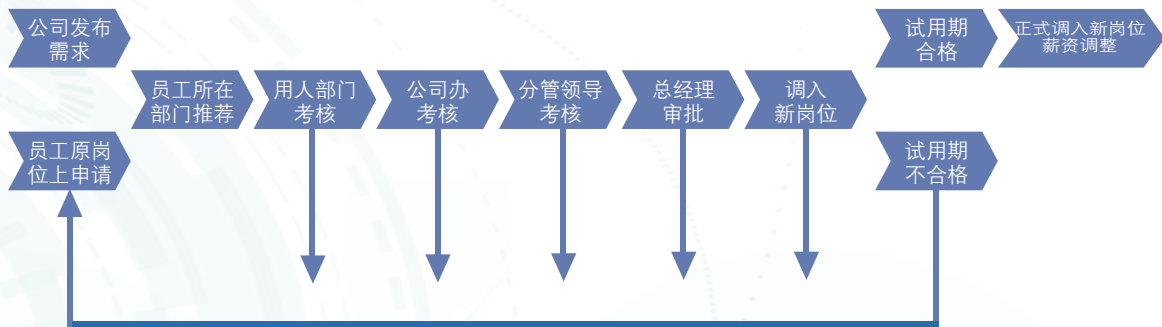 公司发布
需求
员工原岗
位上申请
员工所在
部门推荐
用人部门
考核
公司办
考核
分管领导
考核
总经理
审批
调入
新岗位
试用期
合格
正式调入新岗位
薪资调整
试用期
不合格